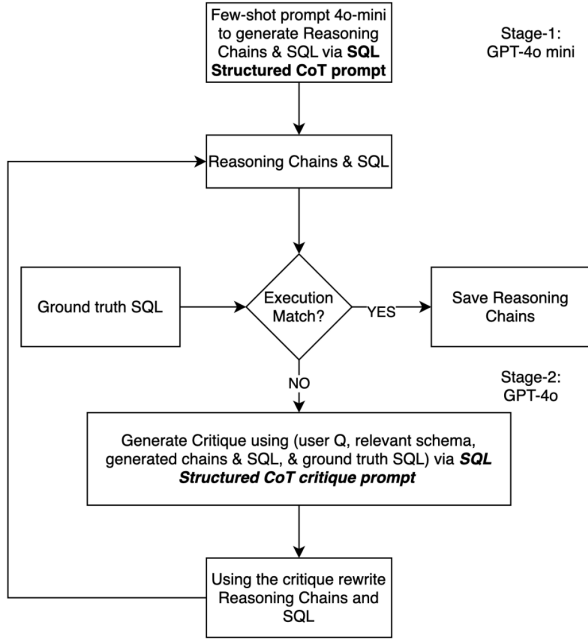 Few-shot prompt 4o-mini
to generate Reasoning
Chains & SQL via SQL
Structured CoT prompt
Stage-1:
GPT-4o mini
Reasoning Chains & SQL
Ground truth SQL
Execution
Match?
YES
Save Reasoning
Chains
NO
Stage-2:
GPT-4o
Generate Critique using (user Q, relevant schema,
generated chains & SQL, & ground truth SQL) via SQL
Structured CoT critique prompt
Using the critique rewrite
Reasoning Chains and
SQL